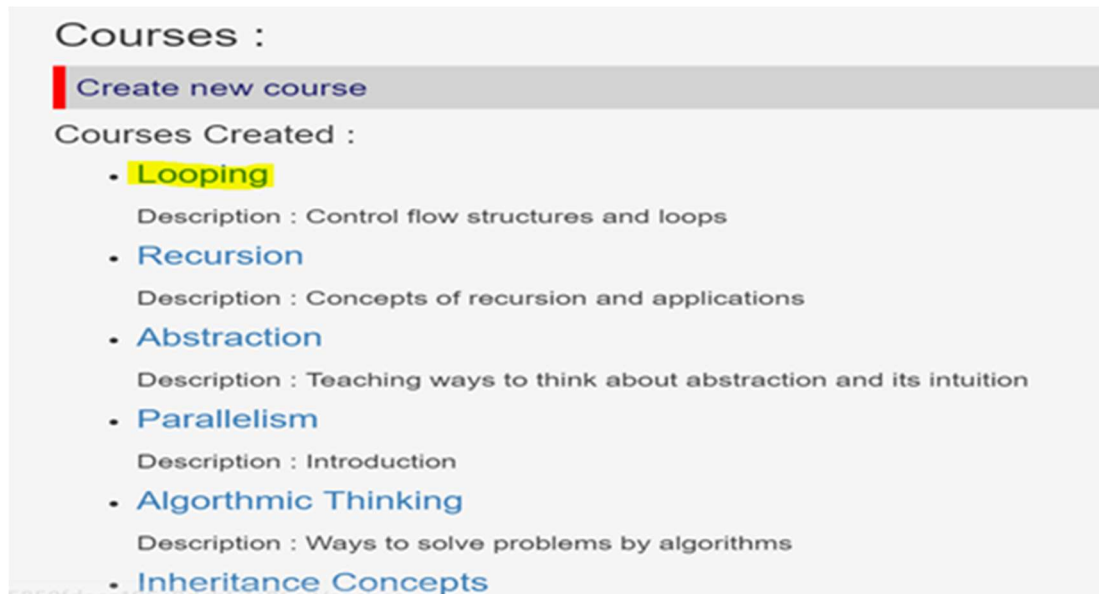 Courses :
Create new course
Courses Created :
• Looping
Description : Control flow structures and loops
• Recursion
Description : Concepts of recursion and applications
• Abstraction
Description : Teaching ways to think about abstraction and its intuition
• Parallelism
Description : Introduction
• Algorthmic Thinking
Description : Ways to solve problems by algorithms
• Inheritance Concepts